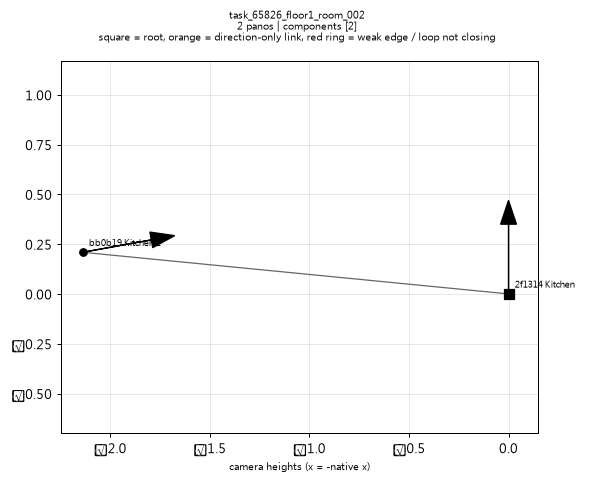 task_65826_floor1_room_002
2 panos | components [2]
square = root, orange = direction-only link, red ring = weak edge / loop not closing
1.00
0.75
0.50
bb0b19 Kitchen
0.25
2f1314 Kitchen
0.00
√0.25
√0.50
√2.0 √1.5 √1.0 √0.5 0.0
camera heights (x = -native x)